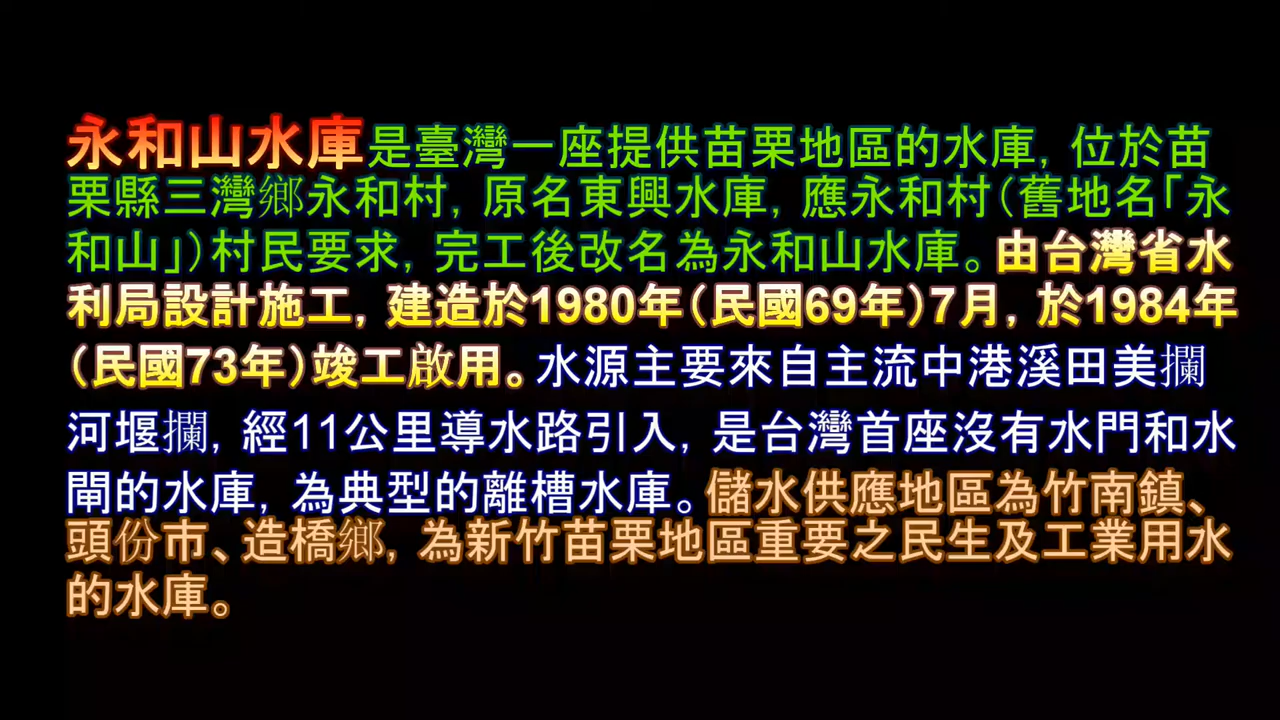 永和山水庫是臺灣一座提供苗栗地區的水庫, 位於苗
栗縣三灣鄉永和村, 原名東興水庫, 應永和村(舊地名「永
和山」)村民要求, 完工後改名為永和山水庫。由台灣省水
利局設計施工, 建造於1980年(民國69年)7月, 於1984年
(民國73年)竣工啟用。水源主要來自主流中港溪田美攔
河堰攔, 經11公里導水路引入, 是台灣首座沒有水門和水
閘的水庫, 為典型的離槽水庫。儲水供應地區為竹南鎮、
頭份市、造橋鄉, 為新竹苗栗地區重要之民生及工業用水
的水庫。